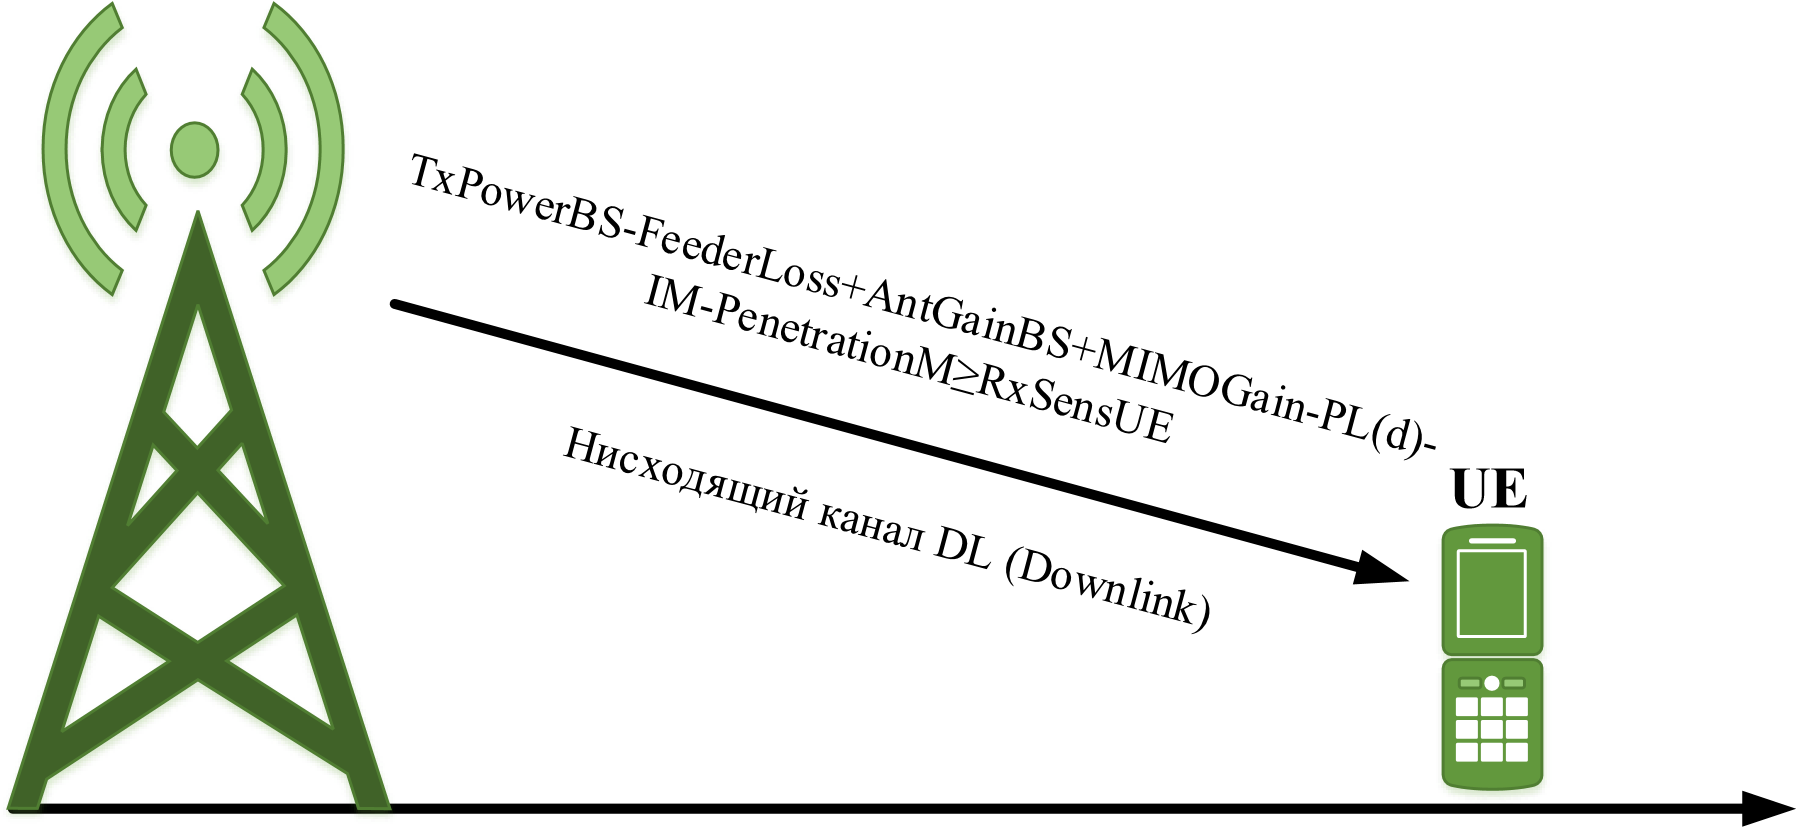 TxPowerBS-FeederLoss+AntGainBS+MIMOGain-PL(d)-
IM-PenetrationM≥RxSensUE
Нисходящий канал DL (Downlink)
UE